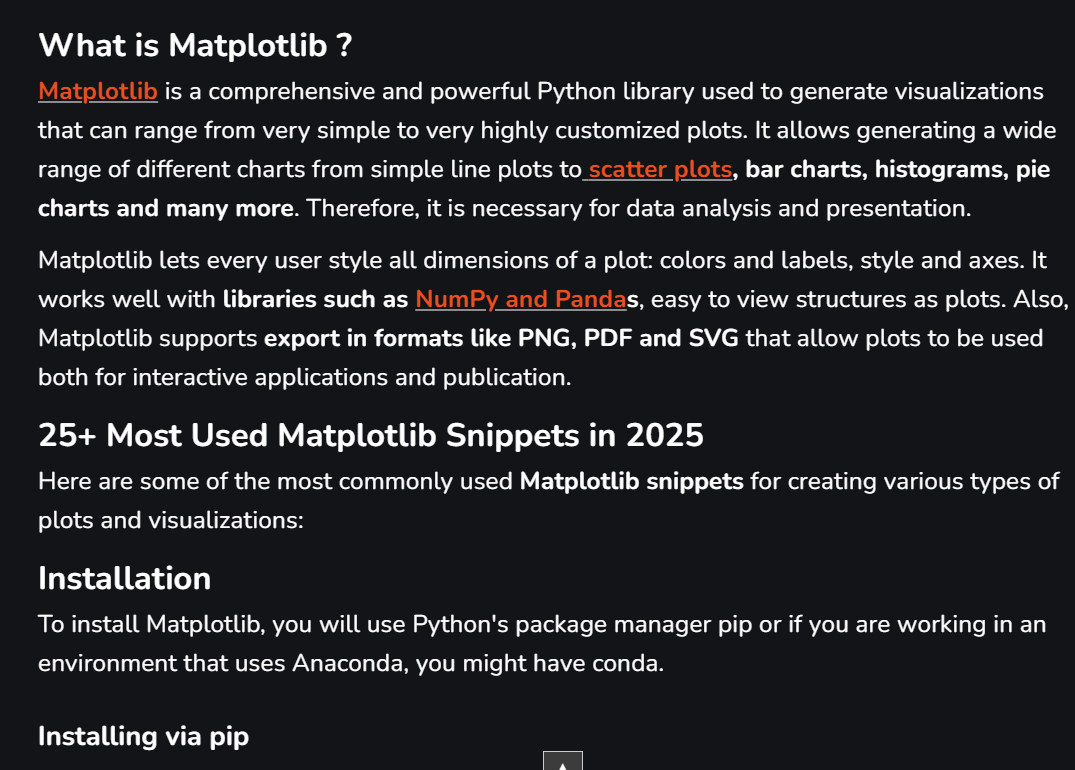 What is Matplotlib ?
Matplotlib is a comprehensive and powerful Python library used to generate visualizations
that can range from very simple to very highly customized plots. It allows generating a wide
range of different charts from simple line plots to scatter plots, bar charts, histograms, pie
charts and many more. Therefore, it is necessary for data analysis and presentation.
Matplotlib lets every user style all dimensions of a plot: colors and labels, style and axes. It
works well with libraries such as NumPy and Pandas, easy to view structures as plots. Also,
Matplotlib supports export in formats like PNG, PDF and SVG that allow plots to be used
both for interactive applications and publication.
25+ Most Used Matplotlib Snippets in 2025
Here are some of the most commonly used Matplotlib snippets for creating various types of
plots and visualizations:
Installation
To install Matplotlib, you will use Python's package manager pip or if you are working in an
environment that uses Anaconda, you might have conda.
Installing via pip